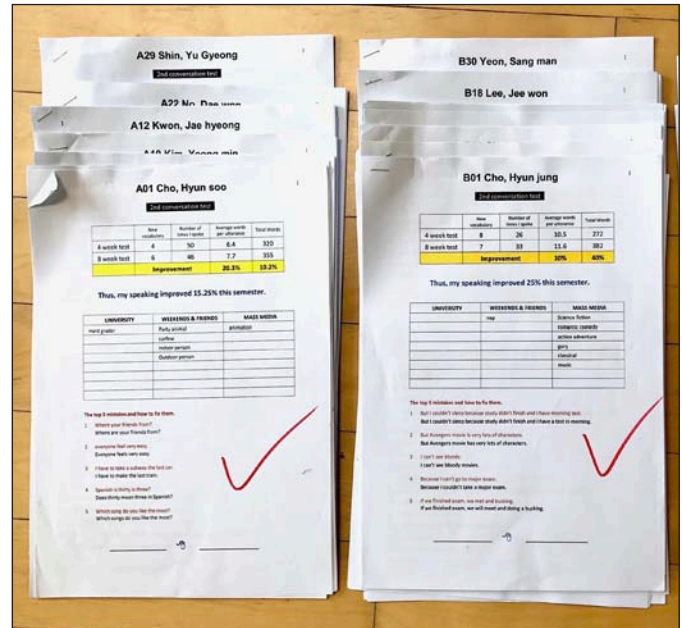 A29 Shin, Yu Gyeong
2nd conversation test
A22 No, Dae won
A12 Kwon, Jae hyeong
A10 Kim, Yeong min
A01 Cho, Hyun soo
2nd conversation test
New vocabulary Number of times I spoke Average words per utterance Total Words
4 week test 4 50 6.4 320
8 week test 6 46 7.7 355
Improvement 20.3% 10.2%
Thus, my speaking improved 15.25% this semester.
UNIVERSITY WEEKENDS & FRIENDS MASS MEDIA
Hard grader Party animal animation
surfing
Indoor person
Outdoor person
The top 5 mistakes and how to fix them.
1 Where your friends from?
Where are your friends from?
2 everyone feel very easy.
Everyone feels very easy.
3 I have to take a subway the last car.
I have to make the last train.
4 Spanish is thirty is three?
Does thirty mean three in Spanish?
5 Which song do you like the most?
Which songs do you like the most?
B30 Yeon, Sang man
B18 Lee, Jee won
B01 Cho, Hyun jung
2nd conversation test
New vocabulary Number of times I spoke Average words per utterance Total Words
4 week test 8 26 10.5 272
8 week test 7 33 11.6 382
Improvement 10% 40%
Thus, my speaking improved 25% this semester.
UNIVERSITY WEEKENDS & FRIENDS MASS MEDIA
nap Science fiction
romantic comedy
action adventure
gory
classical
music
The top 5 mistakes and how to fix them.
1 But I couldn't sleep because study didn't finish and I have morning test.
But I couldn't sleep because study didn't finish and I have a test in morning.
2 But Avengers movie is very lots of characters.
But Avengers movie has very lots of characters.
3 I can't see bloody.
I can't see bloody movies.
4 Because I can't go to major exam.
Because I couldn't take a major exam.
5 If we finished exam, we met and busking.
If we finished exam, we will meet and doing a busking.